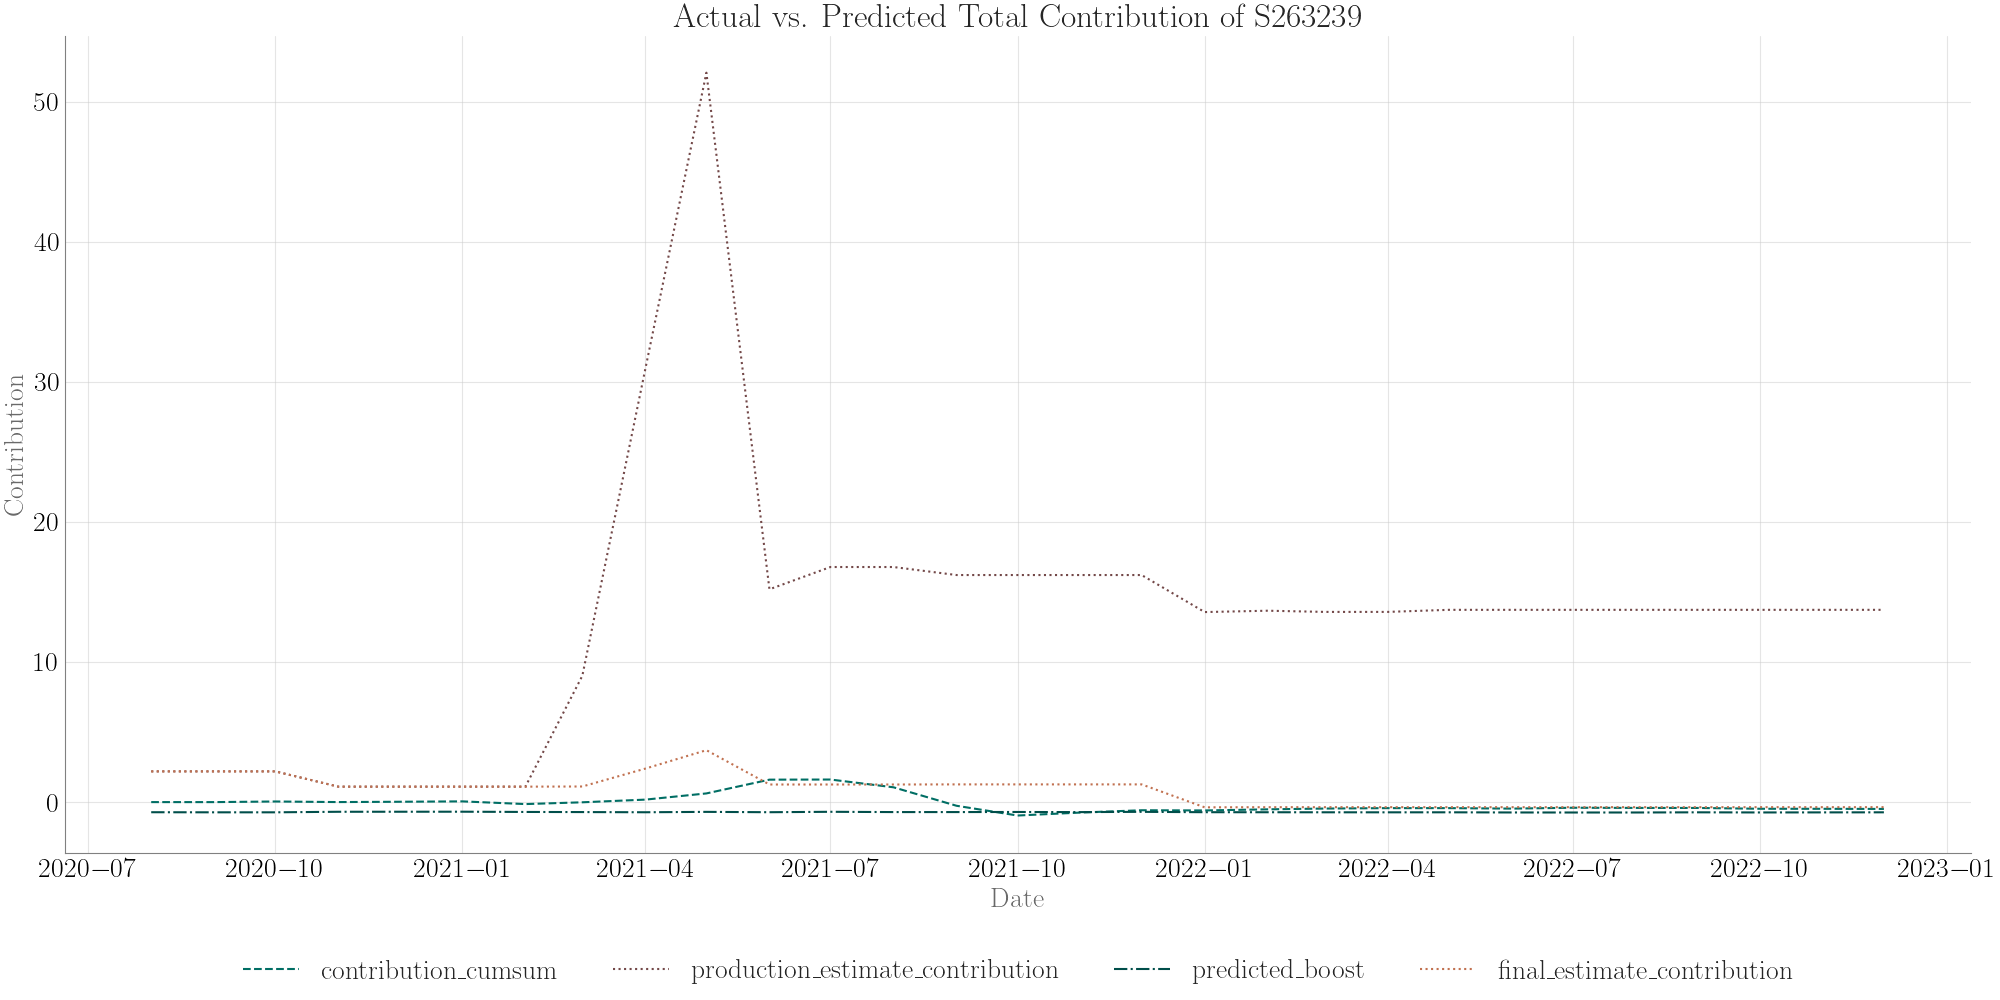 Actual vs. Predicted Total Contribution of S263239
50
40
30
20
10
0
Contribution
2020−07 2020−10 2021−01 2021−04 2021−07 2021−10 2022−01 2022−04 2022−07 2022−10 2023−01
Date
contribution_cumsum production_estimate_contribution predicted_boost final_estimate_contribution